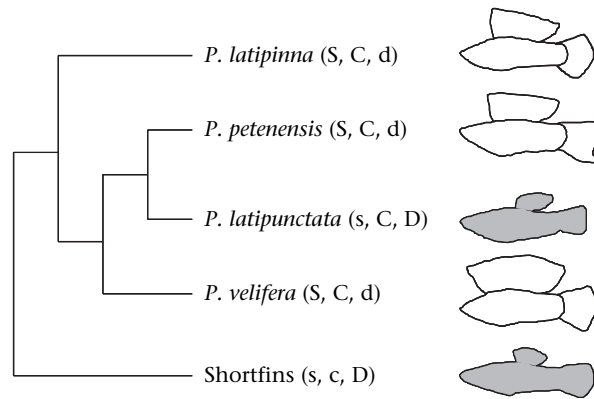 P. latipinna (S, C, d)
P. petenensis (S, C, d)
P. latipunctata (s, C, D)
P. velifera (S, C, d)
Shortfins (s, c, D)